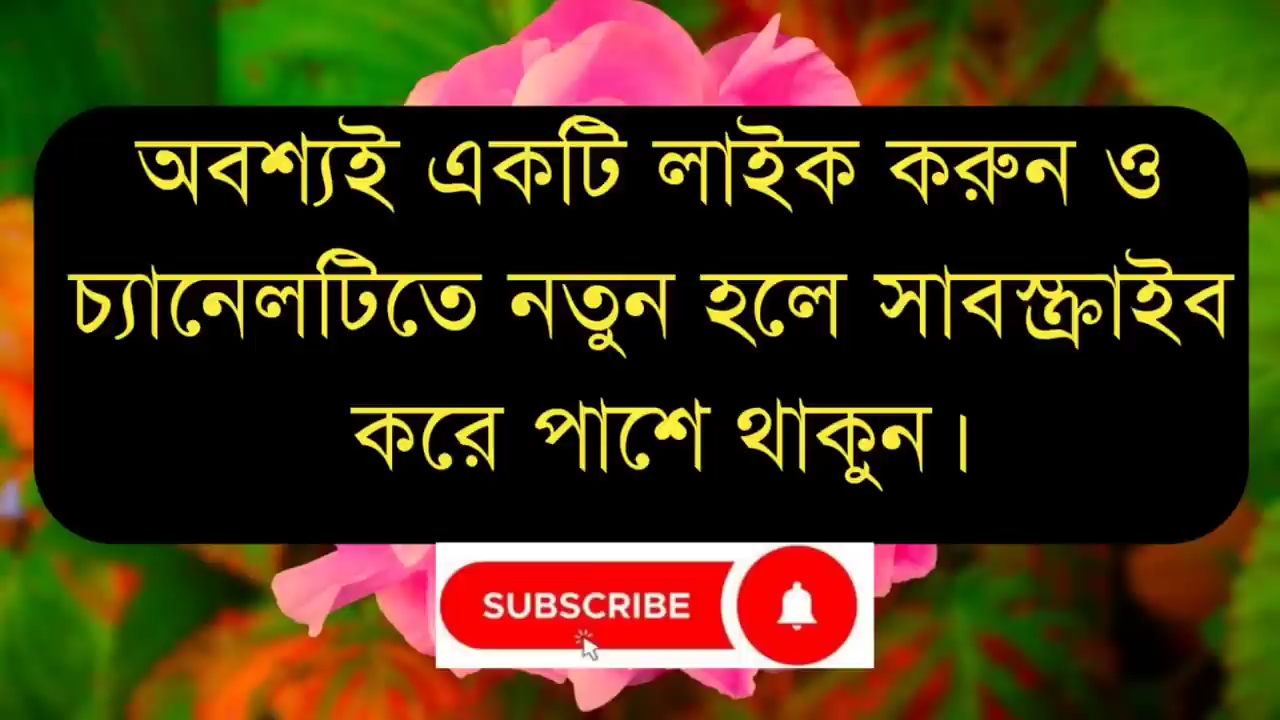 অবশ্যই একটি লাইক করুন ও
চ্যানেলটিতে নতুন হলে সাবস্ক্রাইব
করে পাশে থাকুন।
SUBSCRIBE